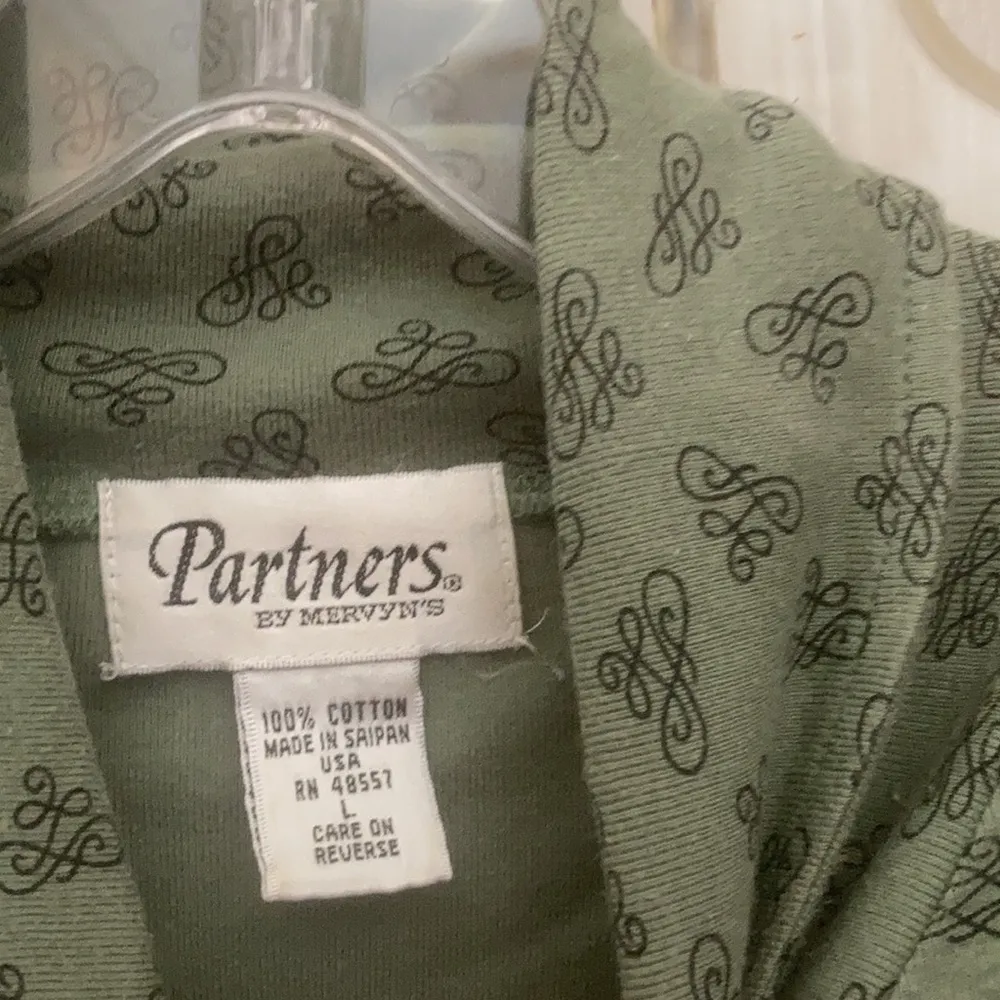 Partners®
BY MERVYN'S
100% COTTON
MADE IN SAIPAN
USA
RN 48557
L
CARE ON
REVERSE